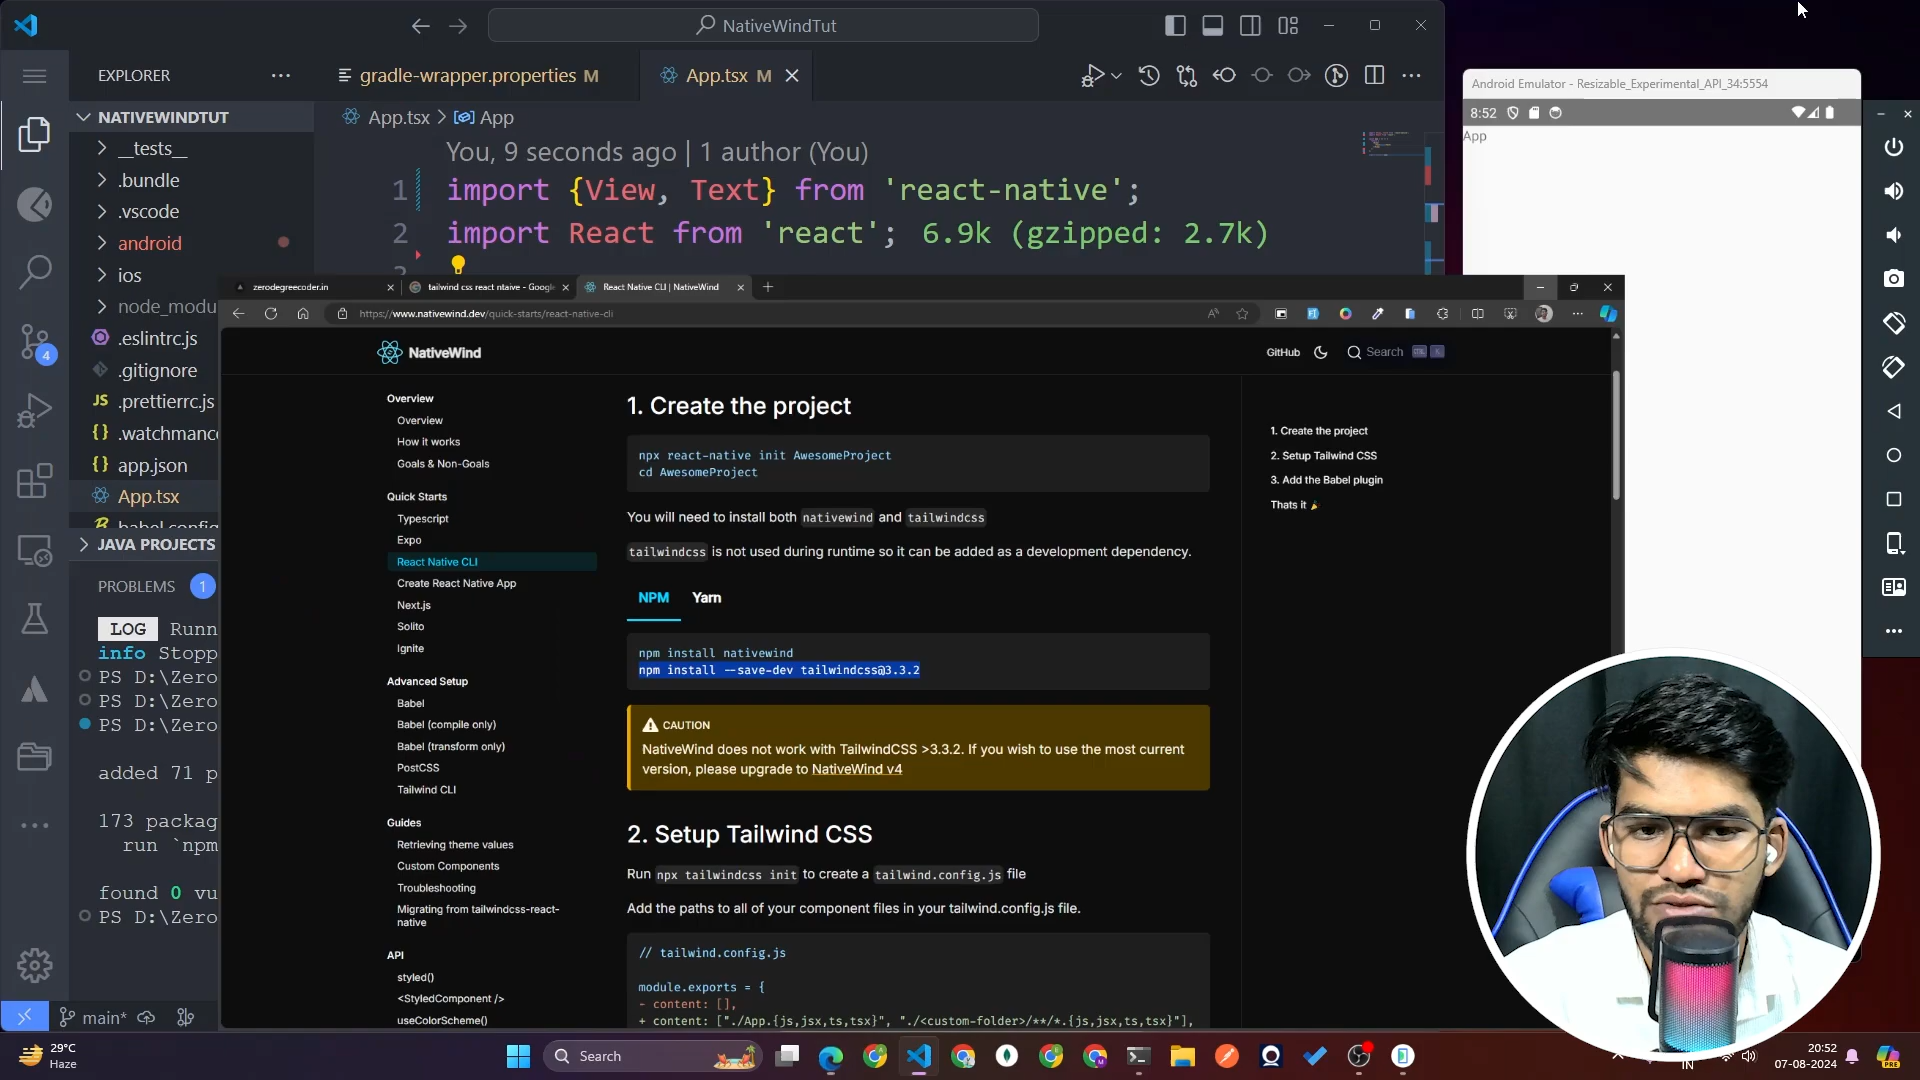 NativeWindTut
EXPLORER
gradle-wrapper.properties M
App.tsx M
NATIVEWINDTUT
App.tsx > App
__tests__
.bundle
.vscode
android
ios
node_modu
.eslintrc.js
.gitignore
.prettierrc.js
.watchmanc
app.json
App.tsx
babel.config
JAVA PROJECTS
You, 9 seconds ago | 1 author (You)
1 import {View, Text} from 'react-native';
2 import React from 'react'; 6.9k (gzipped: 2.7k)
4
PROBLEMS 1
LOG Runn
info Stopp
PS D:\Zero
PS D:\Zero
PS D:\Zero
added 71 p
173 packag
run `npm
found 0 vu
PS D:\Zero
main*
Android Emulator - Resizable_Experimental_API_34:5554
8:52
App
zerodegreecoder.in
tailwind css react ntaive - Google
React Native CLI | NativeWind
https://www.nativewind.dev/quick-starts/react-native-cli
NativeWind
GitHub
Search
Overview
Overview
How it works
Goals & Non-Goals
Quick Starts
Typescript
Expo
React Native CLI
Create React Native App
Next.js
Solito
Ignite
Advanced Setup
Babel
Babel (compile only)
Babel (transform only)
PostCSS
Tailwind CLI
Guides
Retrieving theme values
Custom Components
Troubleshooting
Migrating from tailwindcss-react-
native
API
styled()
<StyledComponent />
useColorScheme()
1. Create the project
npx react-native init AwesomeProject
cd AwesomeProject
You will need to install both nativewind and tailwindcss
tailwindcss is not used during runtime so it can be added as a development dependency.
NPM Yarn
npm install nativewind
npm install --save-dev tailwindcss@3.3.2
CAUTION
NativeWind does not work with TailwindCSS >3.3.2. If you wish to use the most current
version, please upgrade to NativeWind v4
2. Setup Tailwind CSS
Run npx tailwindcss init to create a tailwind.config.js file
Add the paths to all of your component files in your tailwind.config.js file.
// tailwind.config.js
module.exports = {
- content: [],
+ content: ["./App.{js,jsx,ts,tsx}", "./<custom-folder>/**/*.{js,jsx,ts,tsx}"],
1. Create the project
2. Setup Tailwind CSS
3. Add the Babel plugin
Thats it
29°C
Haze
Search
IN
20:52
07-08-2024